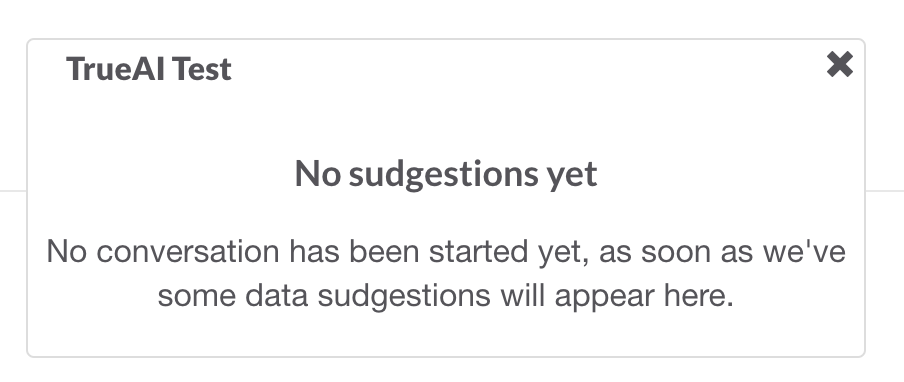 TrueAI Test
No sudgestions yet
No conversation has been started yet, as soon as we've
some data sudgestions will appear here.